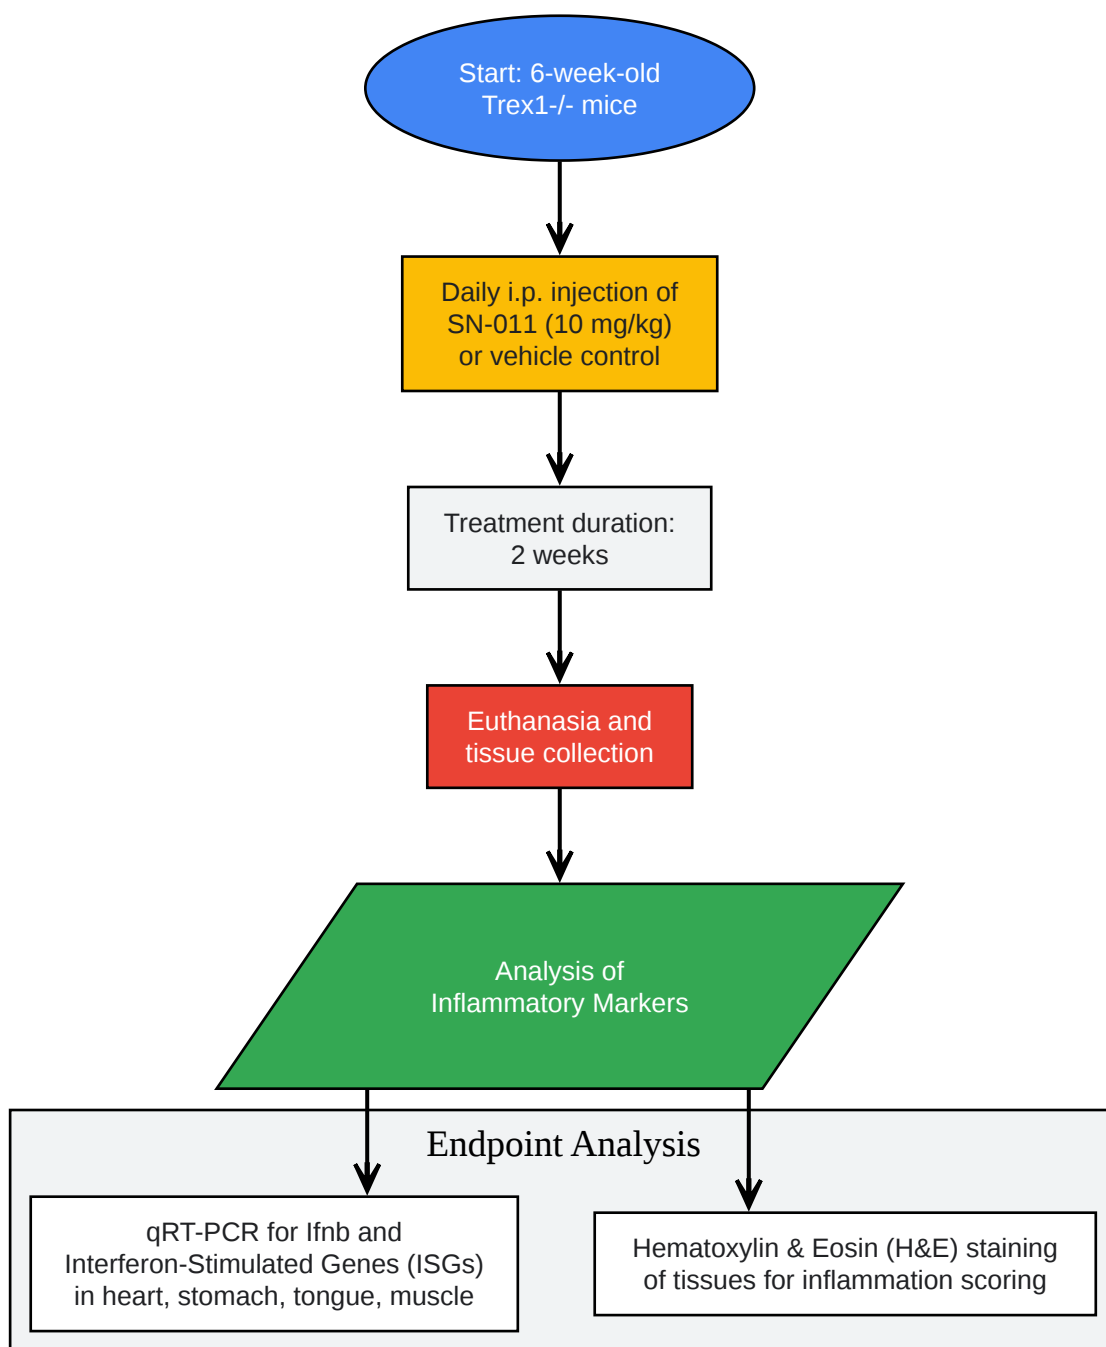 Start: 6-week-old
Trex1-/- mice
Daily i.p. injection of
SN-011 (10 mg/kg)
or vehicle control
Treatment duration:
2 weeks
Euthanasia and
tissue collection
Analysis of
Inflammatory Markers
Endpoint Analysis
qRT-PCR for Ifnb and
Interferon-Stimulated Genes (ISGs)
in heart, stomach, tongue, muscle
Hematoxylin & Eosin (H&E) staining
of tissues for inflammation scoring